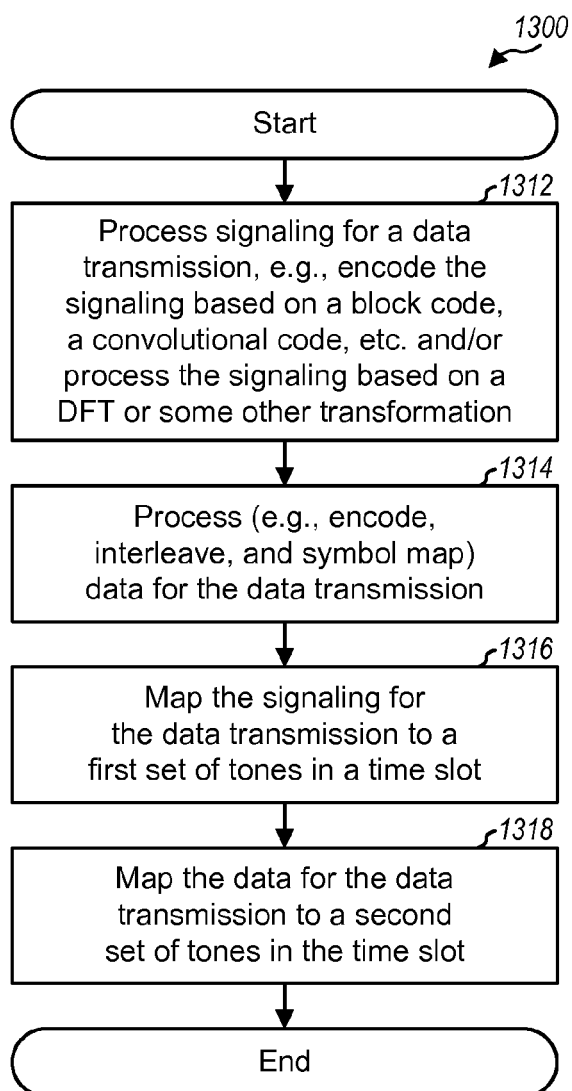 1300
Start
1312
Process signaling for a data
transmission, e.g., encode the
signaling based on a block code,
a convolutional code, etc. and/or
process the signaling based on a
DFT or some other transformation
1314
Process (e.g., encode,
interleave, and symbol map)
data for the data transmission
1316
Map the signaling for
the data transmission to a
first set of tones in a time slot
1318
Map the data for the data
transmission to a second
set of tones in the time slot
End